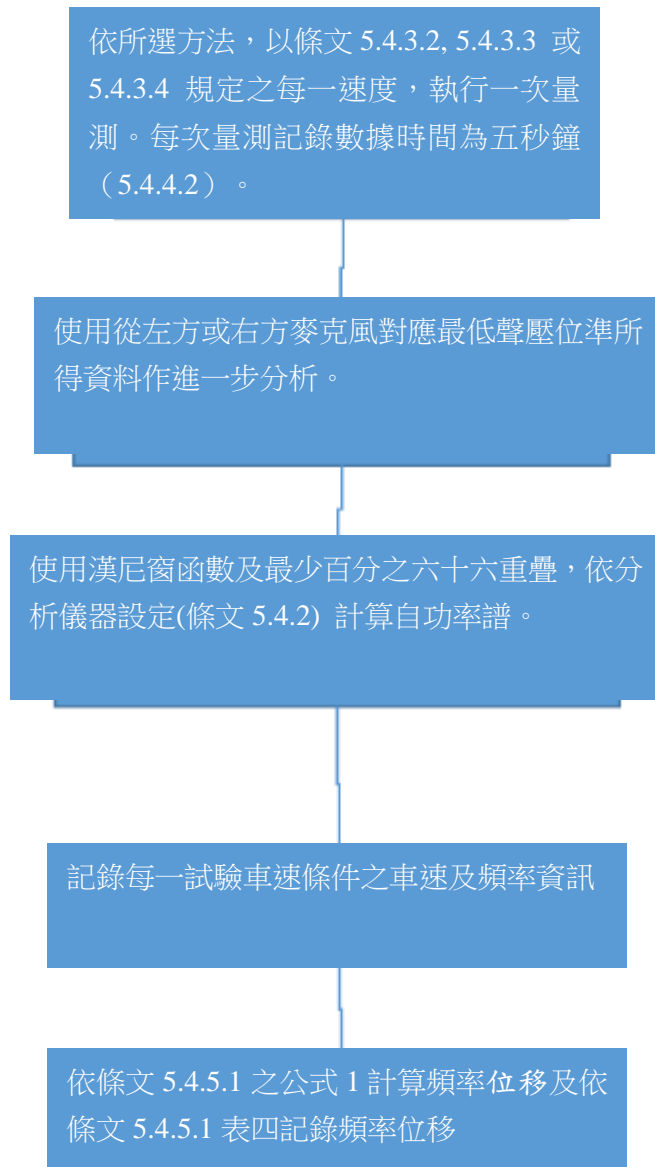 依所選方法，以條文 5.4.3.2, 5.4.3.3 或
5.4.3.4 規定之每一速度，執行一次量
測。每次量測記錄數據時間為五秒鐘
（5.4.4.2）。
使用從左方或右方麥克風對應最低聲壓位準所
得資料作進一步分析。
使用漢尼窗函數及最少百分之六十六重疊，依分
析儀器設定(條文 5.4.2) 計算自功率譜。
記錄每一試驗車速條件之車速及頻率資訊
依條文 5.4.5.1 之公式 1 計算頻率位移及依
條文 5.4.5.1 表四記錄頻率位移